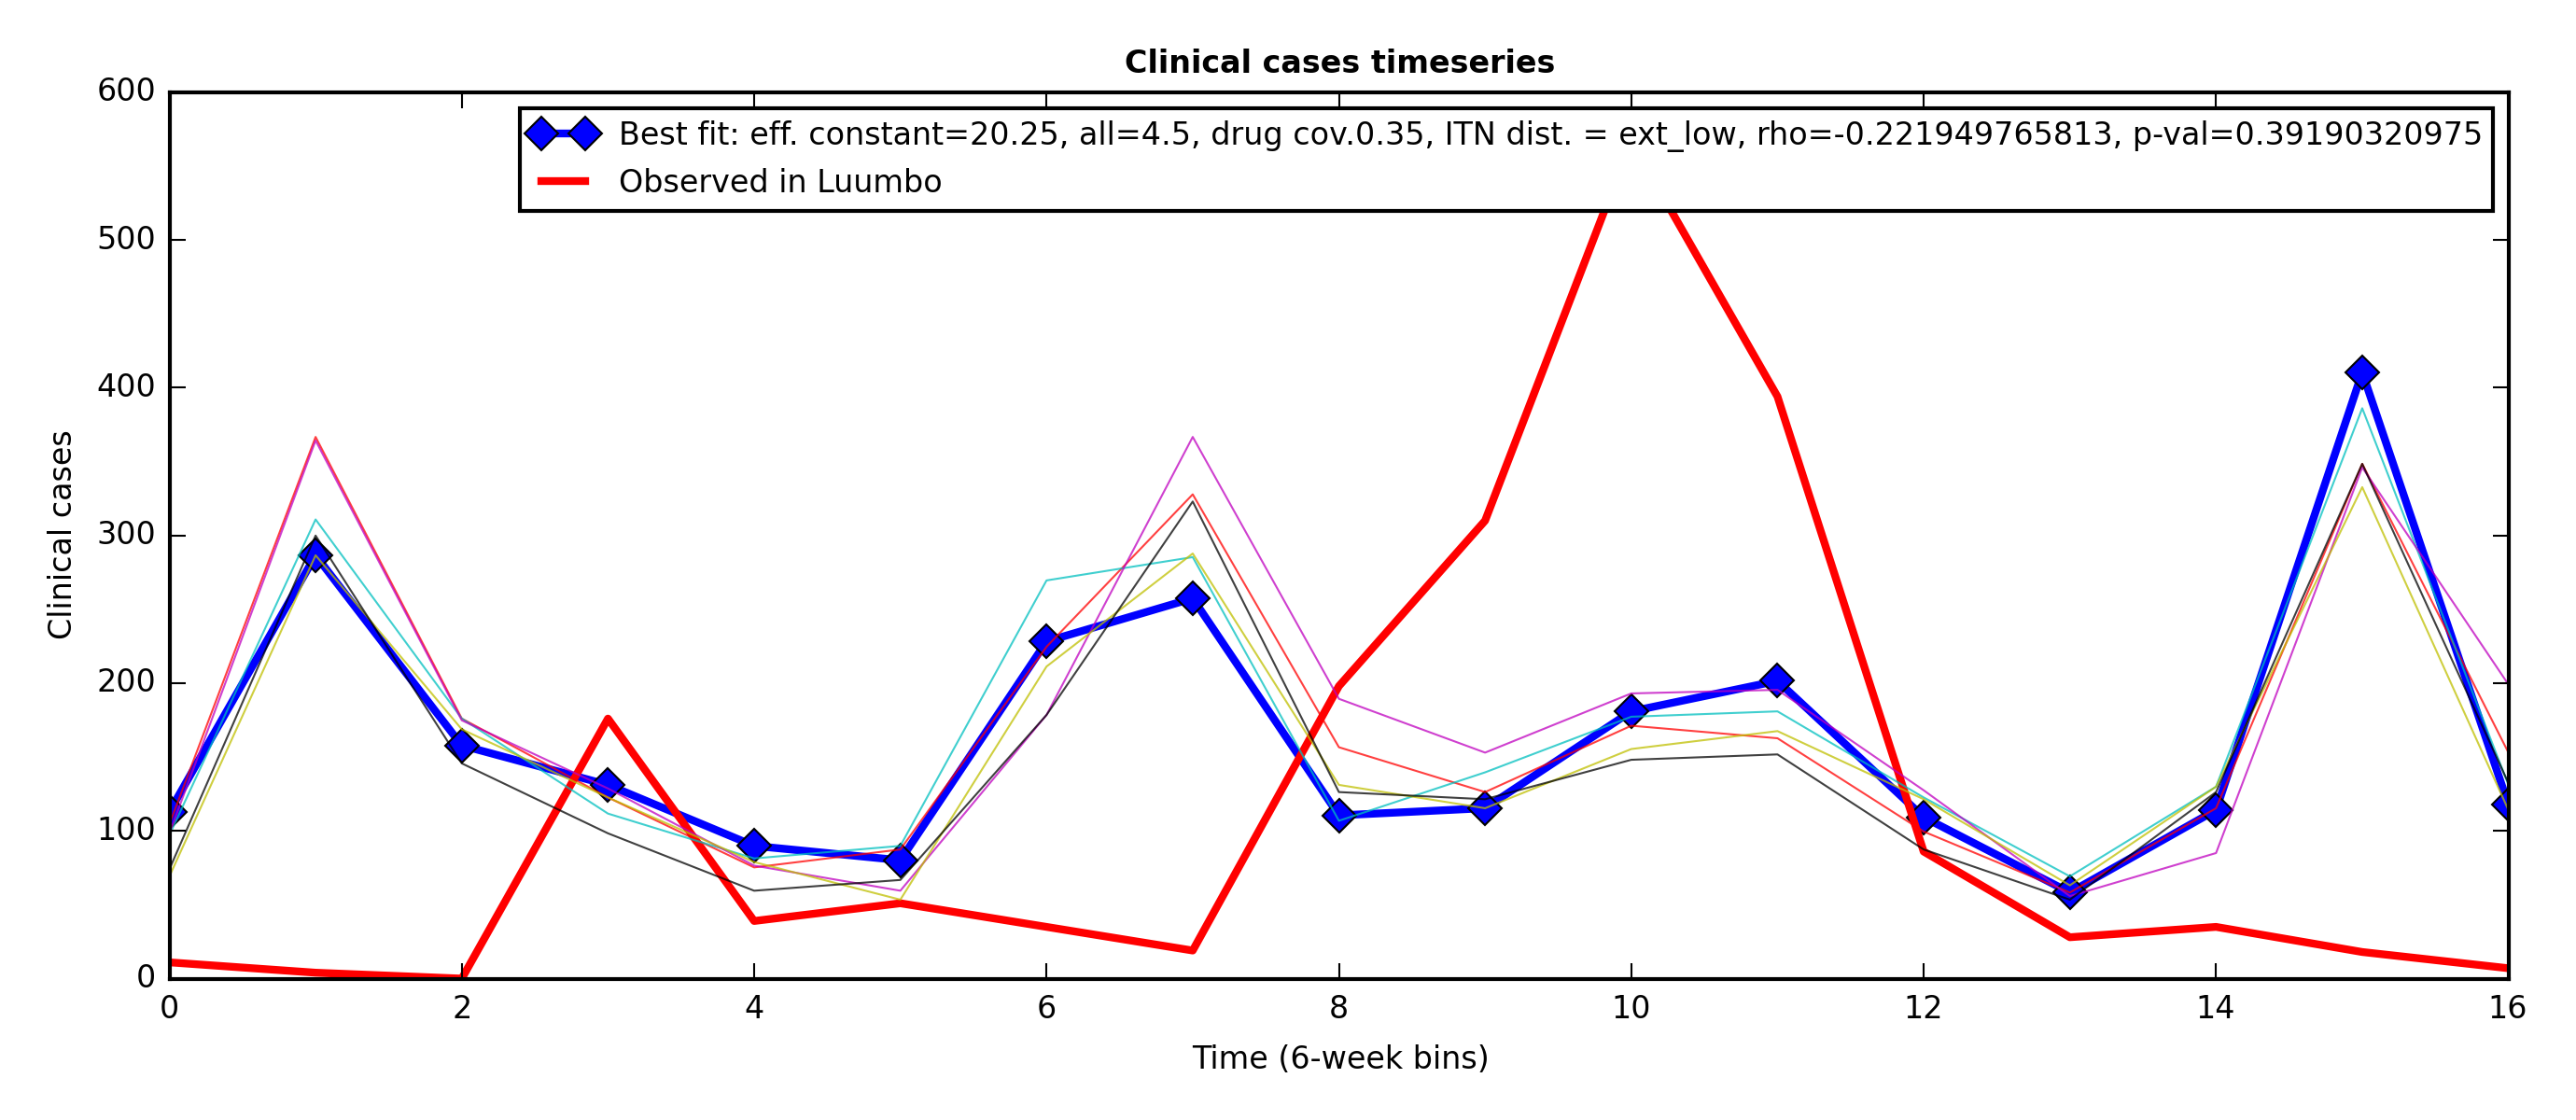 Clinical cases timeseries
600
500
400
300
200
100
0
Clinical cases
Best fit: eff. constant=20.25, all=4.5, drug cov.0.35, ITN dist. = ext_low, rho=-0.221949765813, p-val=0.39190320975
Observed in Luumbo
0 2 4 6 8 10 12 14 16
Time (6-week bins)